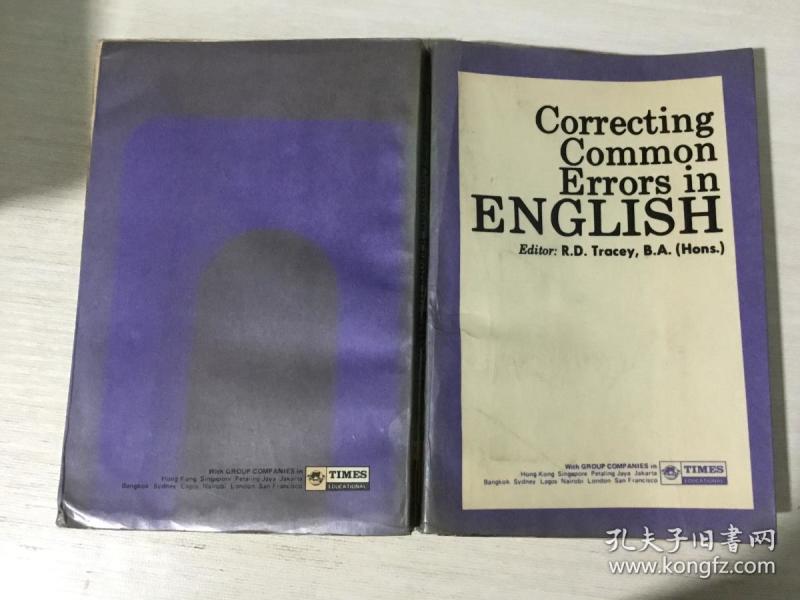 With GROUP COMPANIES in
Hong Kong Singapore Petaling Jaya Jakarta
Bangkok Sydney Lagos Nairobi London San Francisco
TIMES
EDUCATIONAL
Correcting
Common
Errors in
ENGLISH
Editor: R.D. Tracey, B.A. (Hons.)
With GROUP COMPANIES in
Hong Kong Singapore Petaling Jaya Jakarta
Bangkok Sydney Lagos Nairobi London San Francisco
TIMES
EDUCATIONAL
孔夫子旧書网
www.kongfz.com